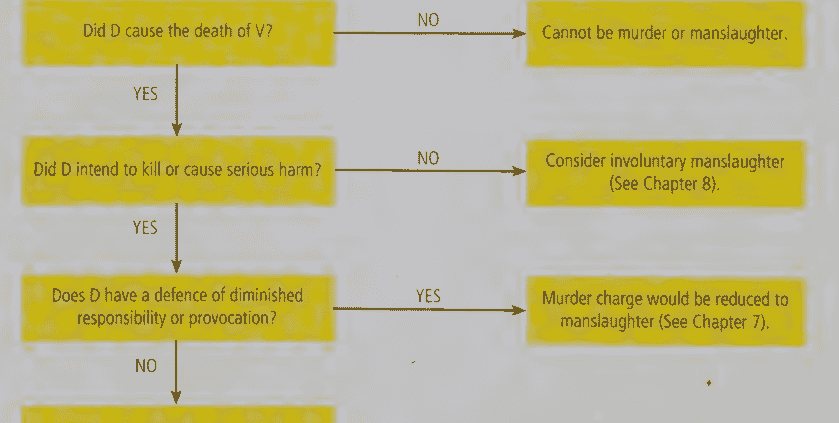 Did D cause the death of V?
NO
Cannot be murder or manslaughter.
YES
Did D intend to kill or cause serious harm?
NO
Consider involuntary manslaughter
(See Chapter 8).
YES
Does D have a defence of diminished
responsibility or provocation?
YES
Murder charge would be reduced to
manslaughter (See Chapter 7).
NO